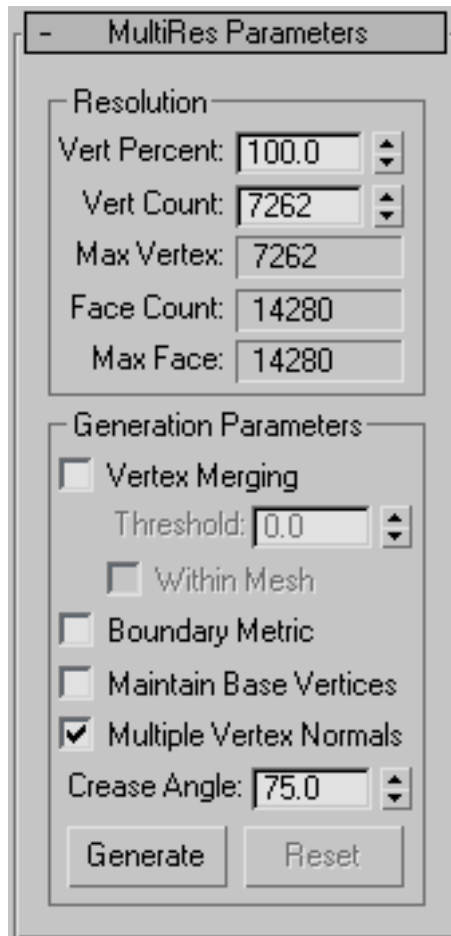 - MultiRes Parameters
Resolution
Vert Percent: 100.0
Vert Count: 7262
Max Vertex: 7262
Face Count: 14280
Max Face: 14280
Generation Parameters
Vertex Merging
Threshold: 0.0
Within Mesh
Boundary Metric
Maintain Base Vertices
Multiple Vertex Normals
Crease Angle: 75.0
Generate Reset